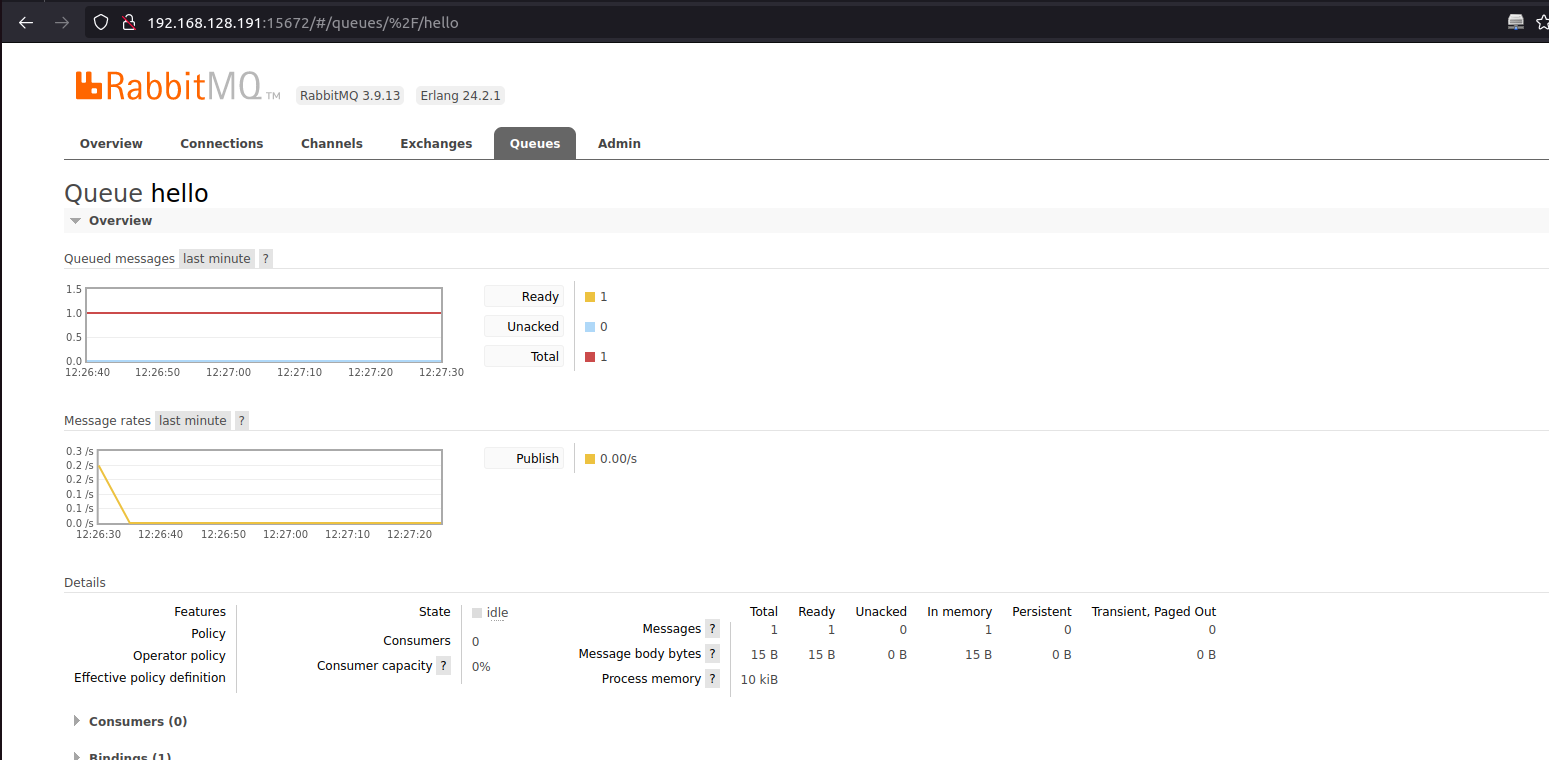 192.168.128.191:15672/#/queues/%2F/hello
RabbitMQ TM RabbitMQ 3.9.13 Erlang 24.2.1
Overview Connections Channels Exchanges Queues Admin
Queue hello
Overview
Queued messages last minute ?
1.5
1.0
0.5
0.0
12:26:40 12:26:50 12:27:00 12:27:10 12:27:20 12:27:30
Ready 1
Unacked 0
Total 1
Message rates last minute ?
0.3 /s
0.2 /s
0.2 /s
0.1 /s
0.1 /s
0.0 /s
12:26:30 12:26:40 12:26:50 12:27:00 12:27:10 12:27:20
Publish 0.00/s
Details
Features
Policy
Operator policy
Effective policy definition
State idle
Consumers 0
Consumer capacity ? 0%
Total Ready Unacked In memory Persistent Transient, Paged Out
Messages ? 1 1 0 1 0 0
Message body bytes ? 15 B 15 B 0 B 15 B 0 B 0 B
Process memory ? 10 kiB
Consumers (0)
Bindings (1)